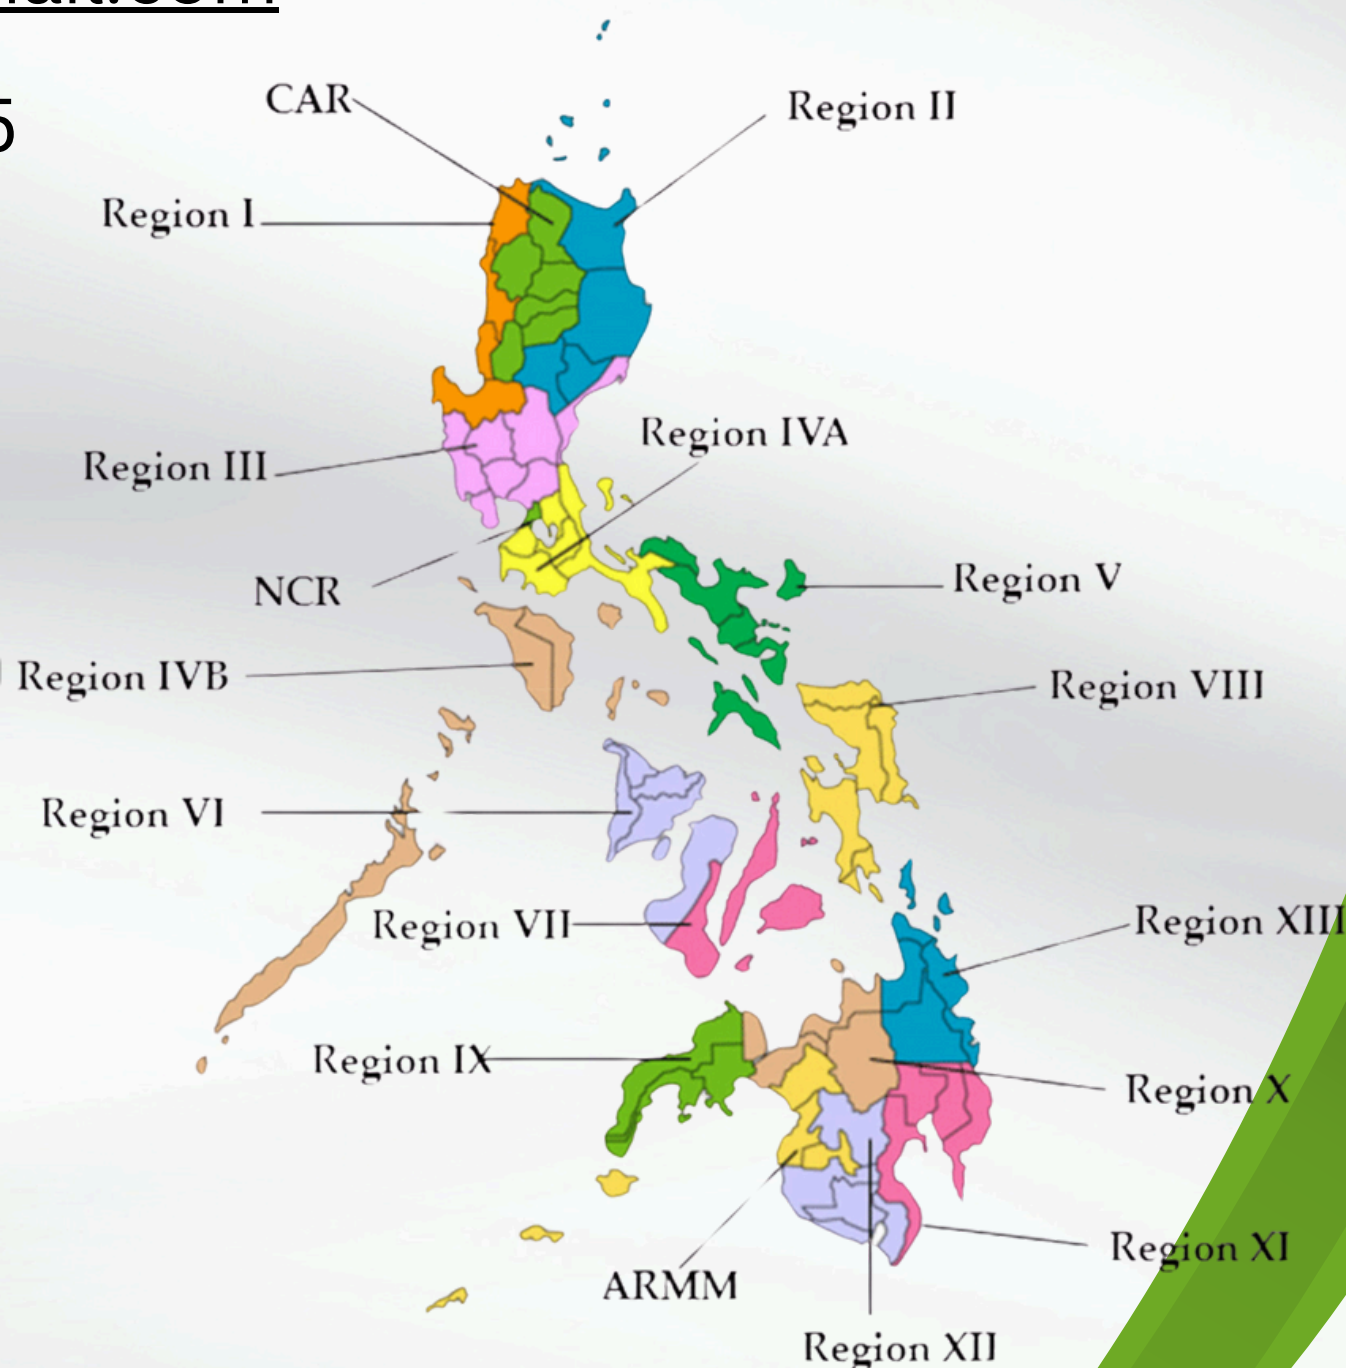 CAR
Region II
Region I
Region IVA
Region III
Region V
NCR
Region IVB
Region VIII
Region VI
Region VII
Region XIII
Region IX
Region X
Region XI
ARMM
Region XII